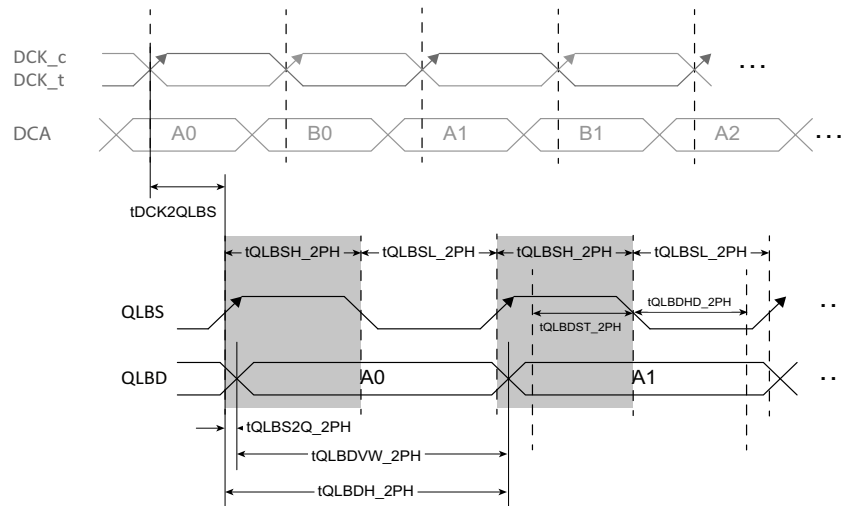 DCK_c
DCK_t
...
DCA
A0 B0 A1 B1 A2
...
tDCK2QLBS
tQLBSH_2PH tQLBSL_2PH tQLBSH_2PH tQLBSL_2PH
QLBS
tQLBDST_2PH
tQLBDHD_2PH
..
QLBD
A0 A1
..
tQLBS2Q_2PH
tQLBDVW_2PH
tQLBDH_2PH